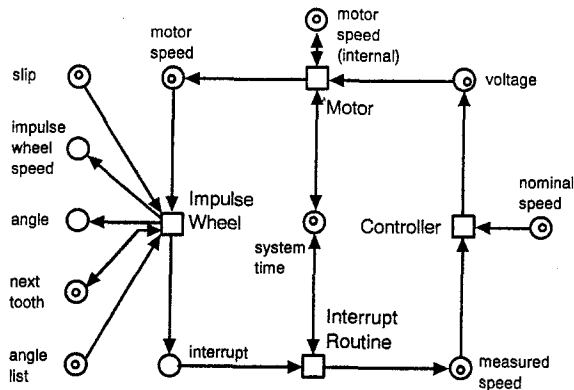 motor
speed
(internal)
motor
speed
slip
voltage
Motor
impulse
wheel
speed
Impulse
Wheel
nominal
speed
angle
Controller
system
time
next
tooth
Interrupt
Routine
angle
list
interrupt
measured
speed